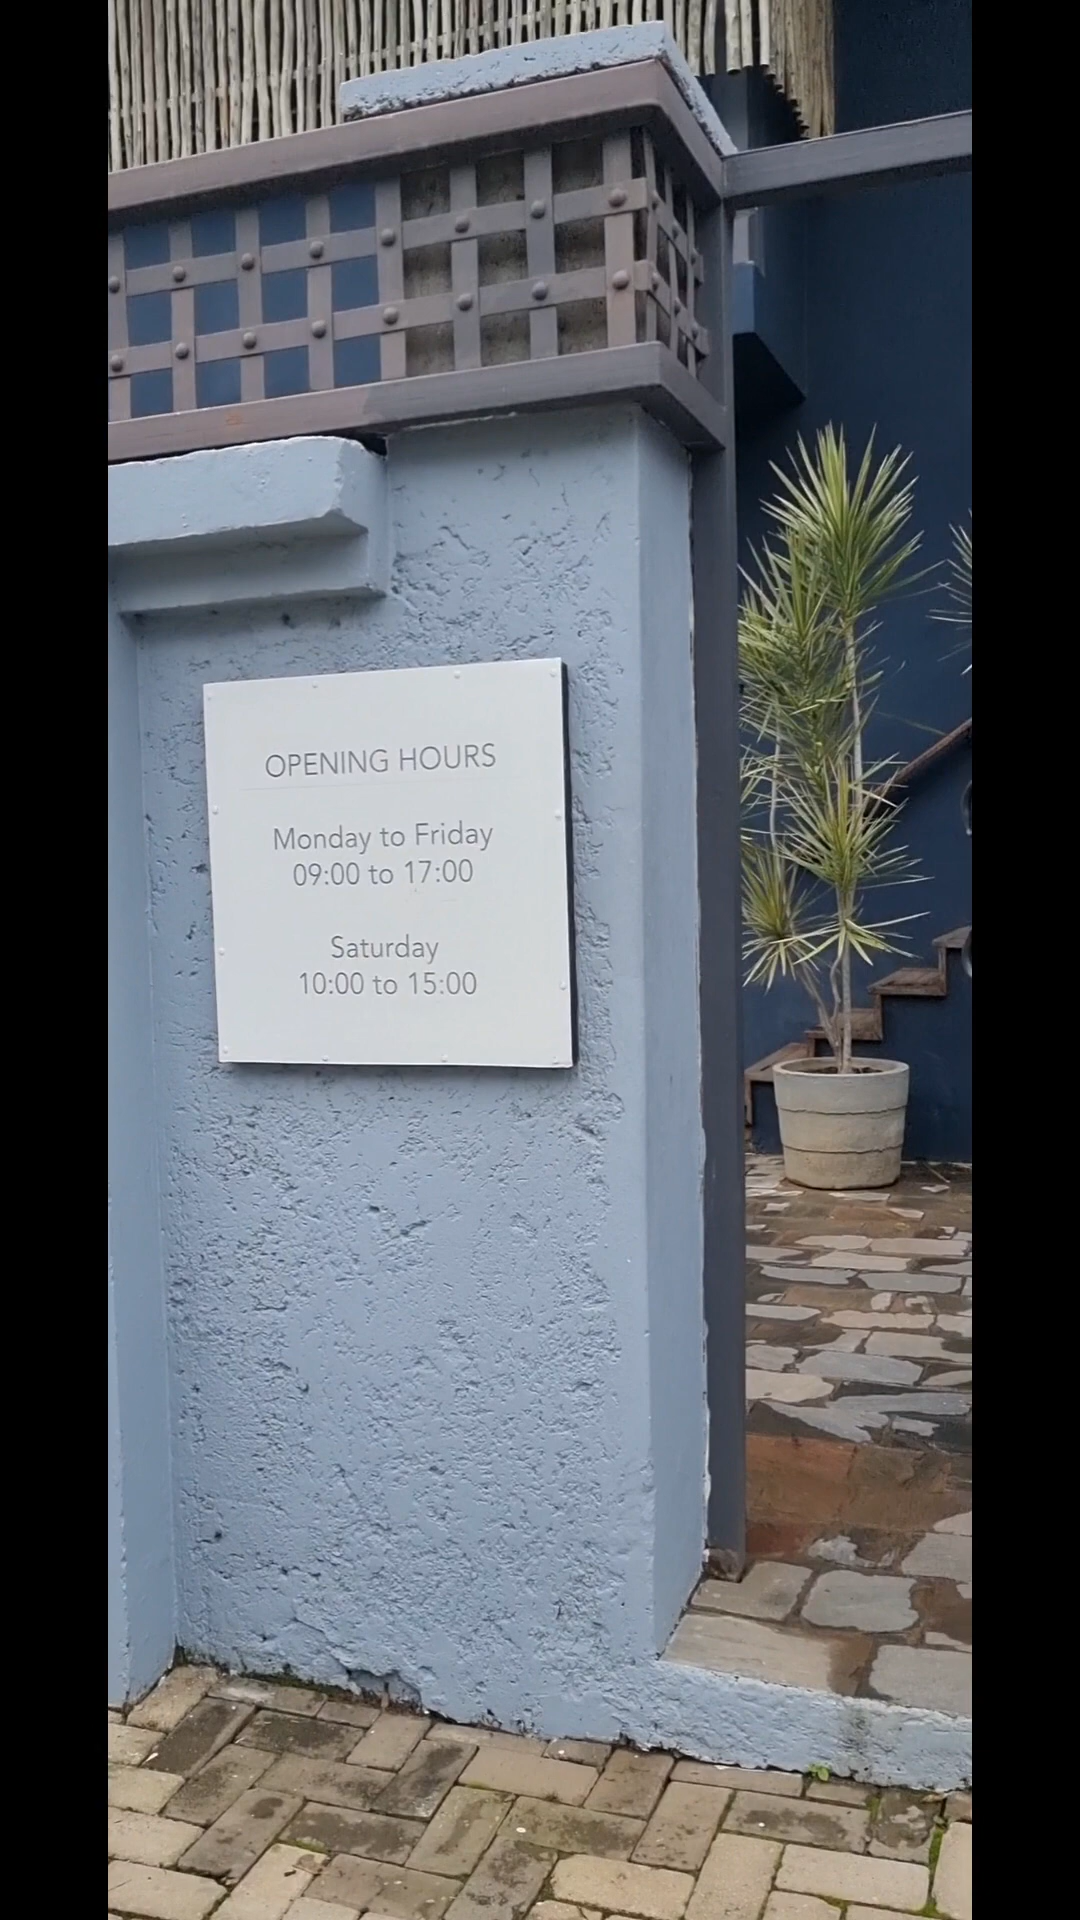 OPENING HOURS
Monday to Friday
09:00 to 17:00
Saturday
10:00 to 15:00